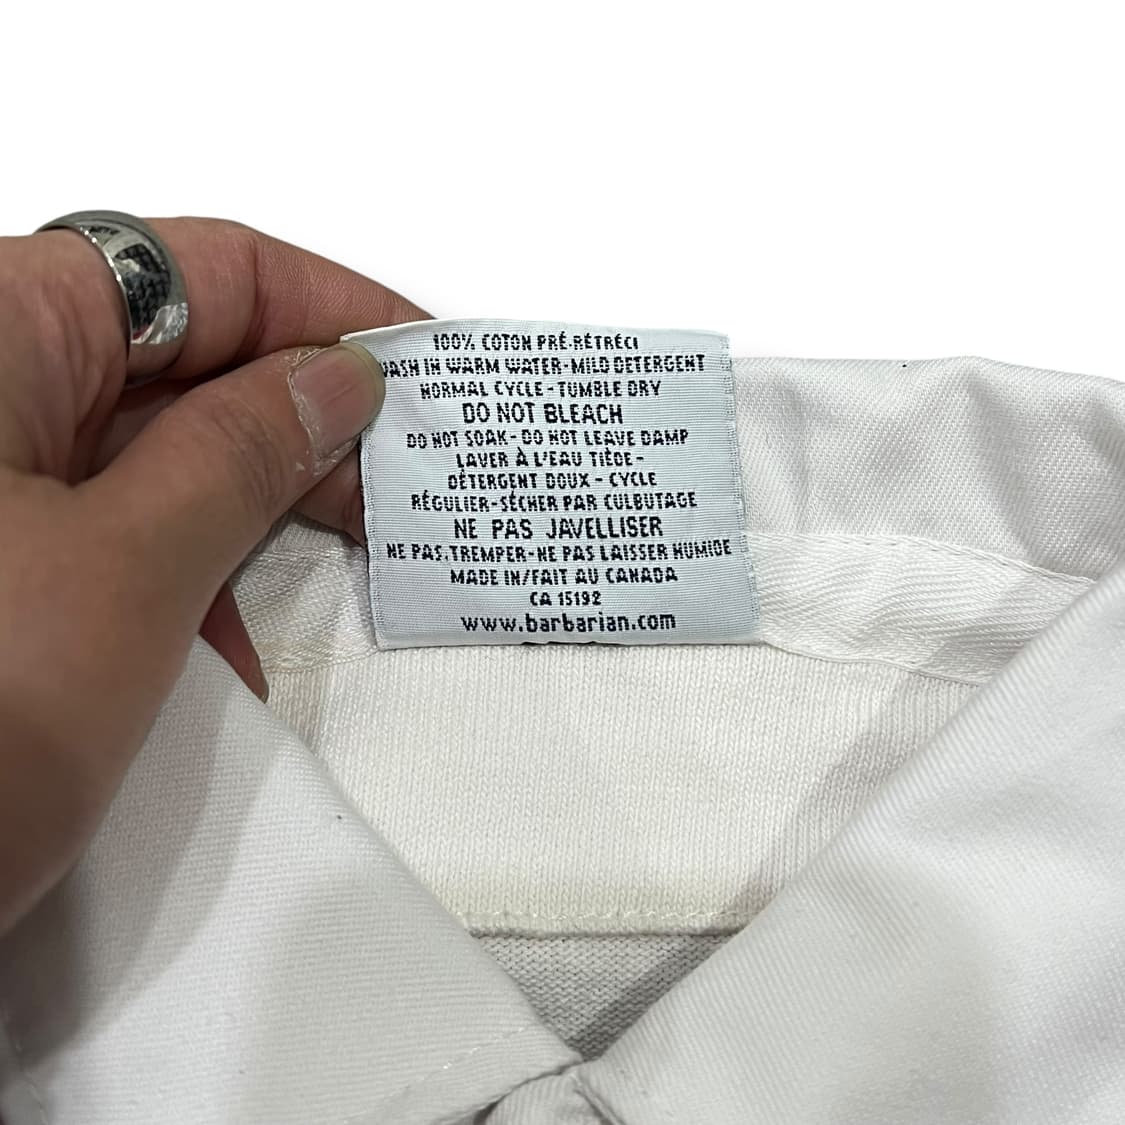 100% COTON PRÉ-RÉTRÉCI
WASH IN WARM WATER-MILD DETERGENT
NORMAL CYCLE - TUMBLE DRY
DO NOT BLEACH
DO NOT SOAK - DO NOT LEAVE DAMP
LAVER À L'EAU TIÈDE -
DÉTERGENT DOUX - CYCLE
RÉGULIER-SÉCHER PAR CULBUTAGE
NE PAS JAVELLISER
NE PAS TREMPER-NE PAS LAISSER HUMIDE
MADE IN/FAIT AU CANADA
CA 15192
www.barbarian.com